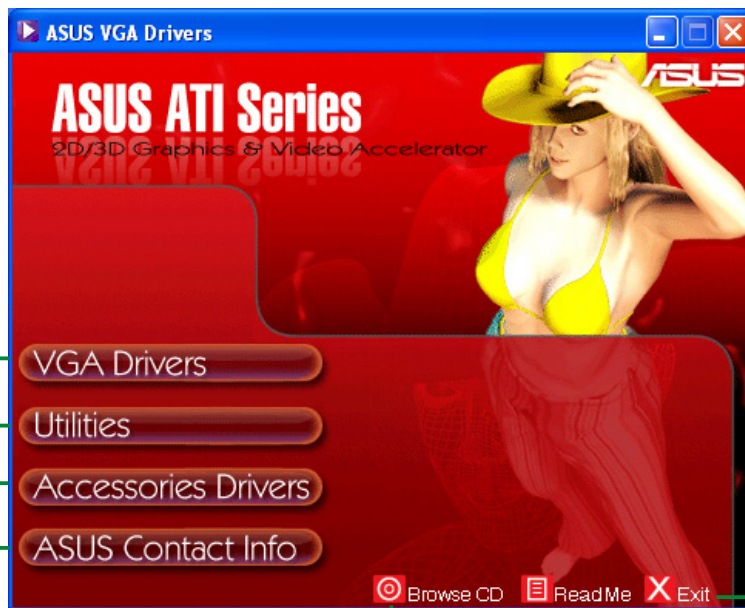 ASUS VGA Drivers
ASUS
ASUS ATI Series
2D/3D Graphics & Video Accelerator
VGA Drivers
Utilities
Accessories Drivers
ASUS Contact Info
Browse CD ReadMe Exit